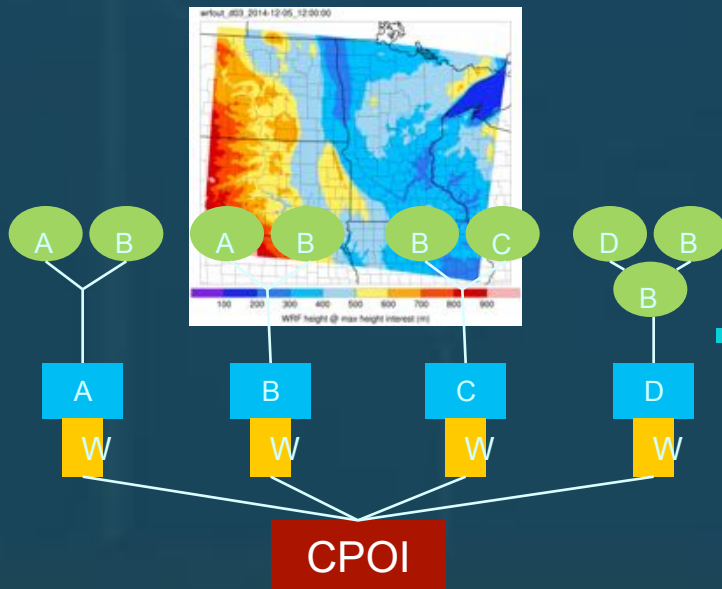 wrfout_d03_2014-12-05_12:00:00
A B A B B C D B
B
100 200 300 400 500 600 700 800 900
WRF height @ max height interest (m)
A B C D
W W W W
CPOI